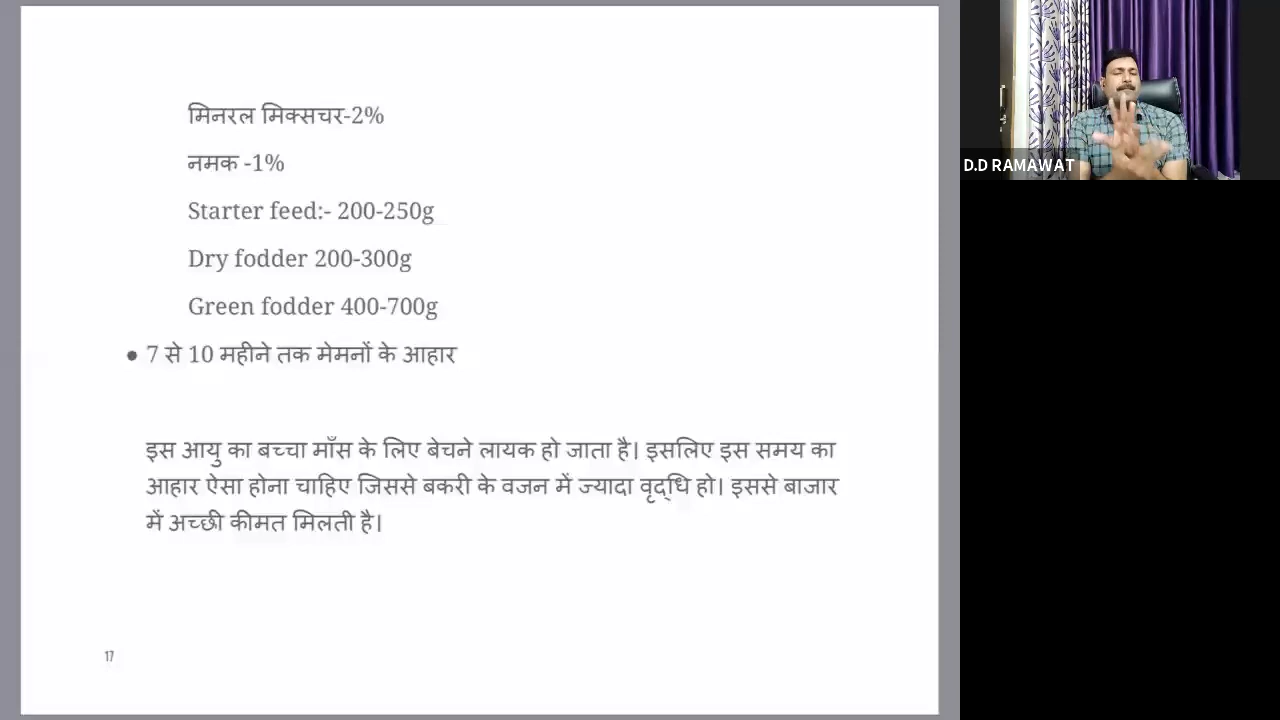 मिनरल मिक्सचर-2%
नमक -1%
Starter feed:- 200-250g
Dry fodder 200-300g
Green fodder 400-700g
• 7 से 10 महीने तक मेमनों के आहार
इस आयु का बच्चा माँस के लिए बेचने लायक हो जाता है। इसलिए इस समय का
आहार ऐसा होना चाहिए जिससे बकरी के वजन में ज्यादा वृद्धि हो। इससे बाजार
में अच्छी कीमत मिलती है।
17
D.D RAMAWAT